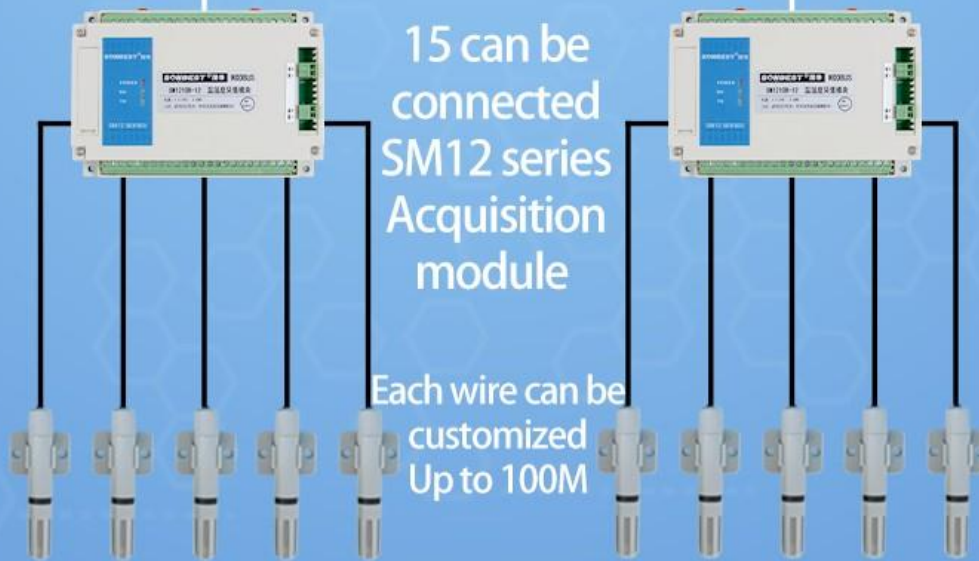 15 can be
connected
SM12 series
Acquisition
module
Each wire can be
customized
Up to 100M
SONBEST
MODBUS
SONBEST
MODBUS